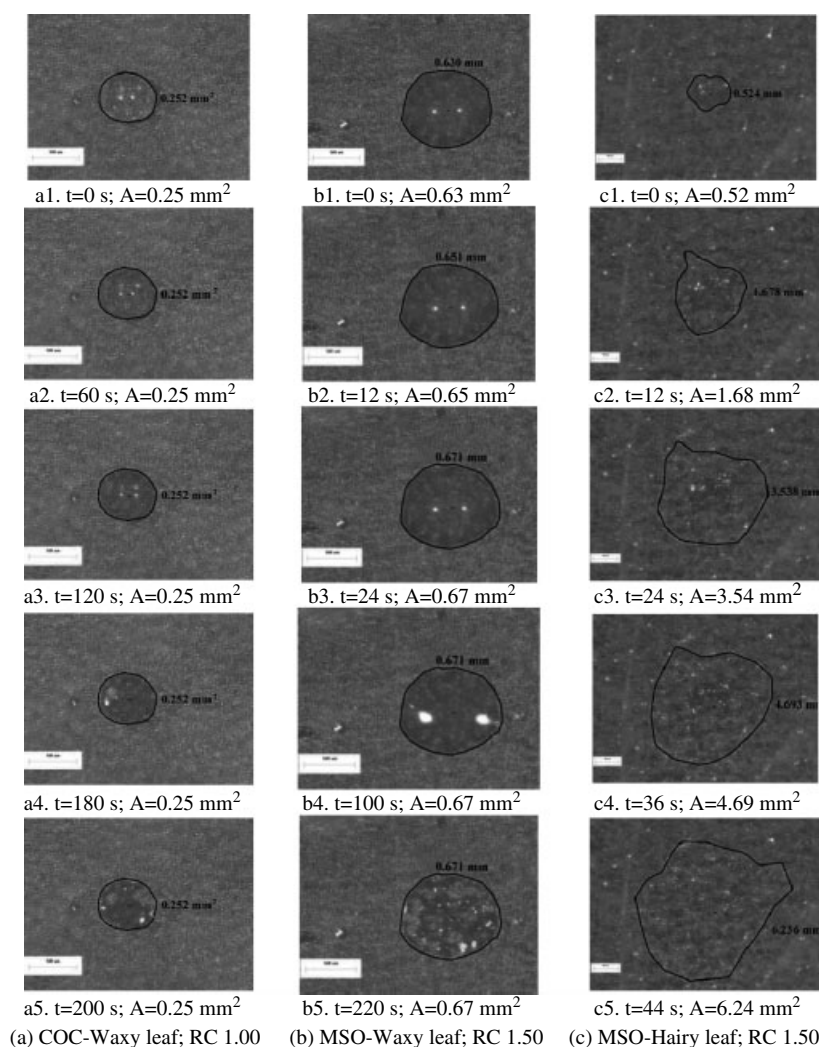 0.252 mm²
0.630 mm
0.524 mm
a1. t=0 s; A=0.25 mm²
b1. t=0 s; A=0.63 mm²
c1. t=0 s; A=0.52 mm²
0.252 mm²
0.651 mm
1.678 mm
a2. t=60 s; A=0.25 mm²
b2. t=12 s; A=0.65 mm²
c2. t=12 s; A=1.68 mm²
0.252 mm²
0.671 mm
3.538 mm
a3. t=120 s; A=0.25 mm²
b3. t=24 s; A=0.67 mm²
c3. t=24 s; A=3.54 mm²
0.252 mm²
0.671 mm
4.693 mm
a4. t=180 s; A=0.25 mm²
b4. t=100 s; A=0.67 mm²
c4. t=36 s; A=4.69 mm²
0.252 mm²
0.671 mm
6.236 mm
a5. t=200 s; A=0.25 mm²
b5. t=220 s; A=0.67 mm²
c5. t=44 s; A=6.24 mm²
(a) COC-Waxy leaf; RC 1.00
(b) MSO-Waxy leaf; RC 1.50
(c) MSO-Hairy leaf; RC 1.50